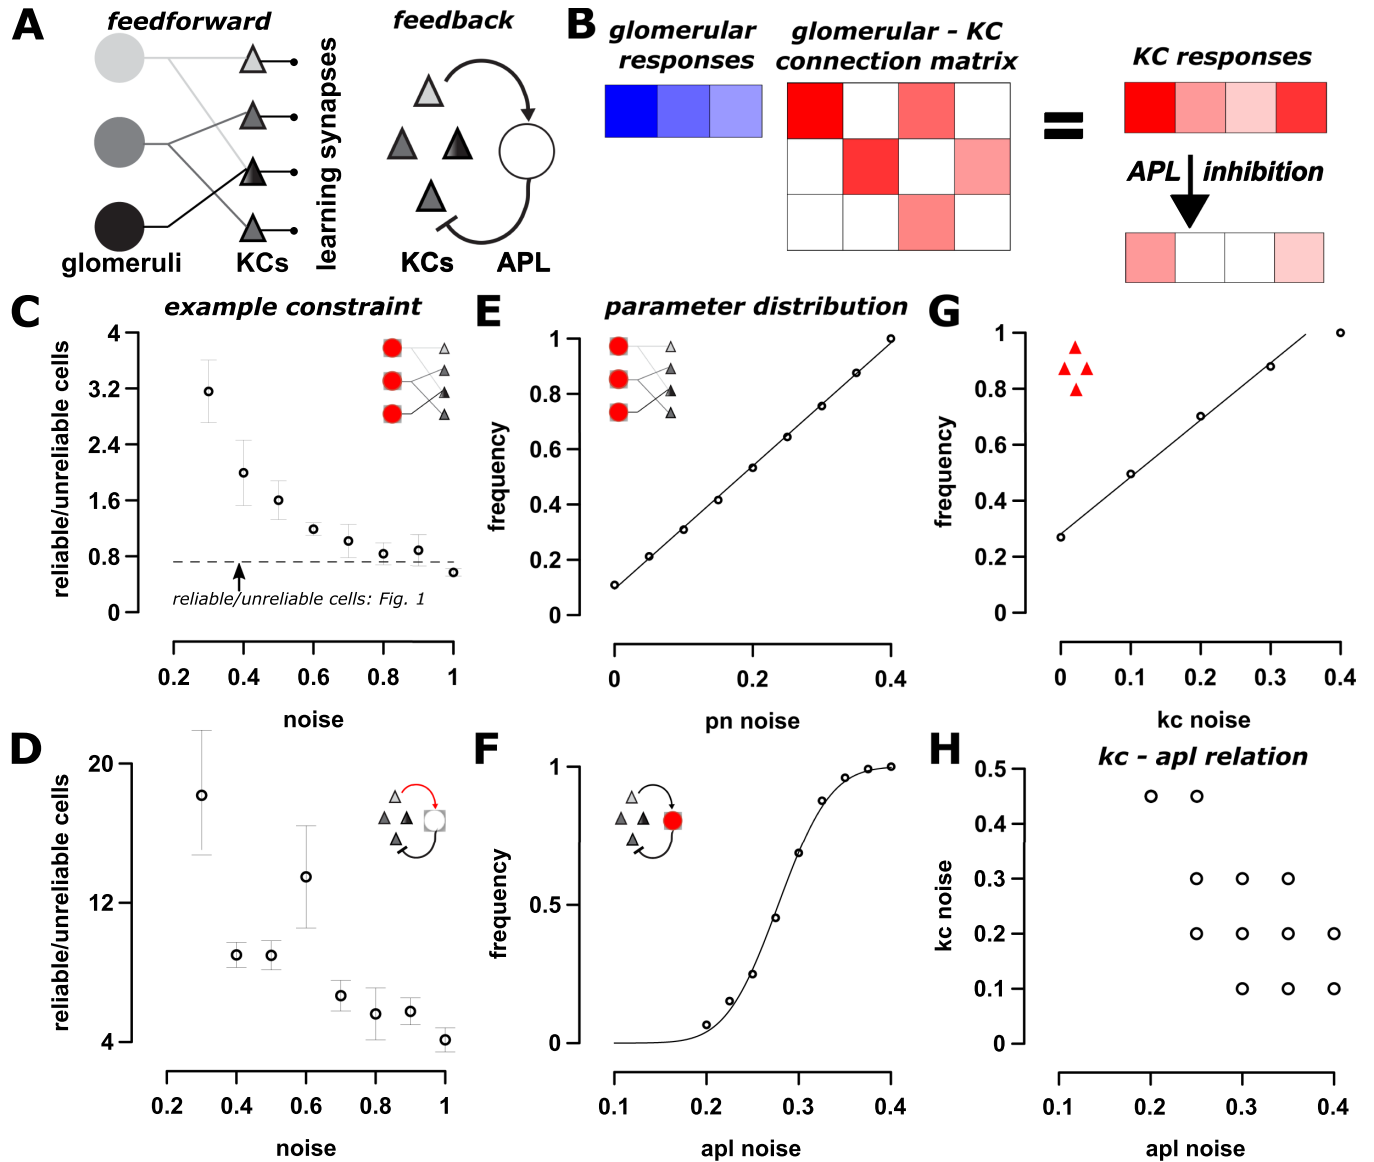 A
feedforward
feedback
glomeruli
KCs
learning synapses
KCs
APL
B
glomerular
responses
glomerular - KC
connection matrix
=
KC responses
APL
inhibition
C
example constraint
reliable/unreliable cells
4
3.2
2.4
1.6
0.8
0
reliable/unreliable cells: Fig. 1
0.2
0.4
0.6
0.8
1
noise
E
parameter distribution
frequency
1
0.8
0.6
0.4
0.2
0
0
0.2
0.4
pn noise
G
frequency
1
0.8
0.6
0.4
0.2
0
0
0.1
0.2
0.3
0.4
kc noise
D
reliable/unreliable cells
20
12
4
0.2
0.4
0.6
0.8
1
noise
F
frequency
1
0.5
0
0.1
0.2
0.3
0.4
apl noise
H
kc - apl relation
kc noise
0.5
0.4
0.3
0.2
0.1
0
0.1
0.2
0.3
0.4
apl noise